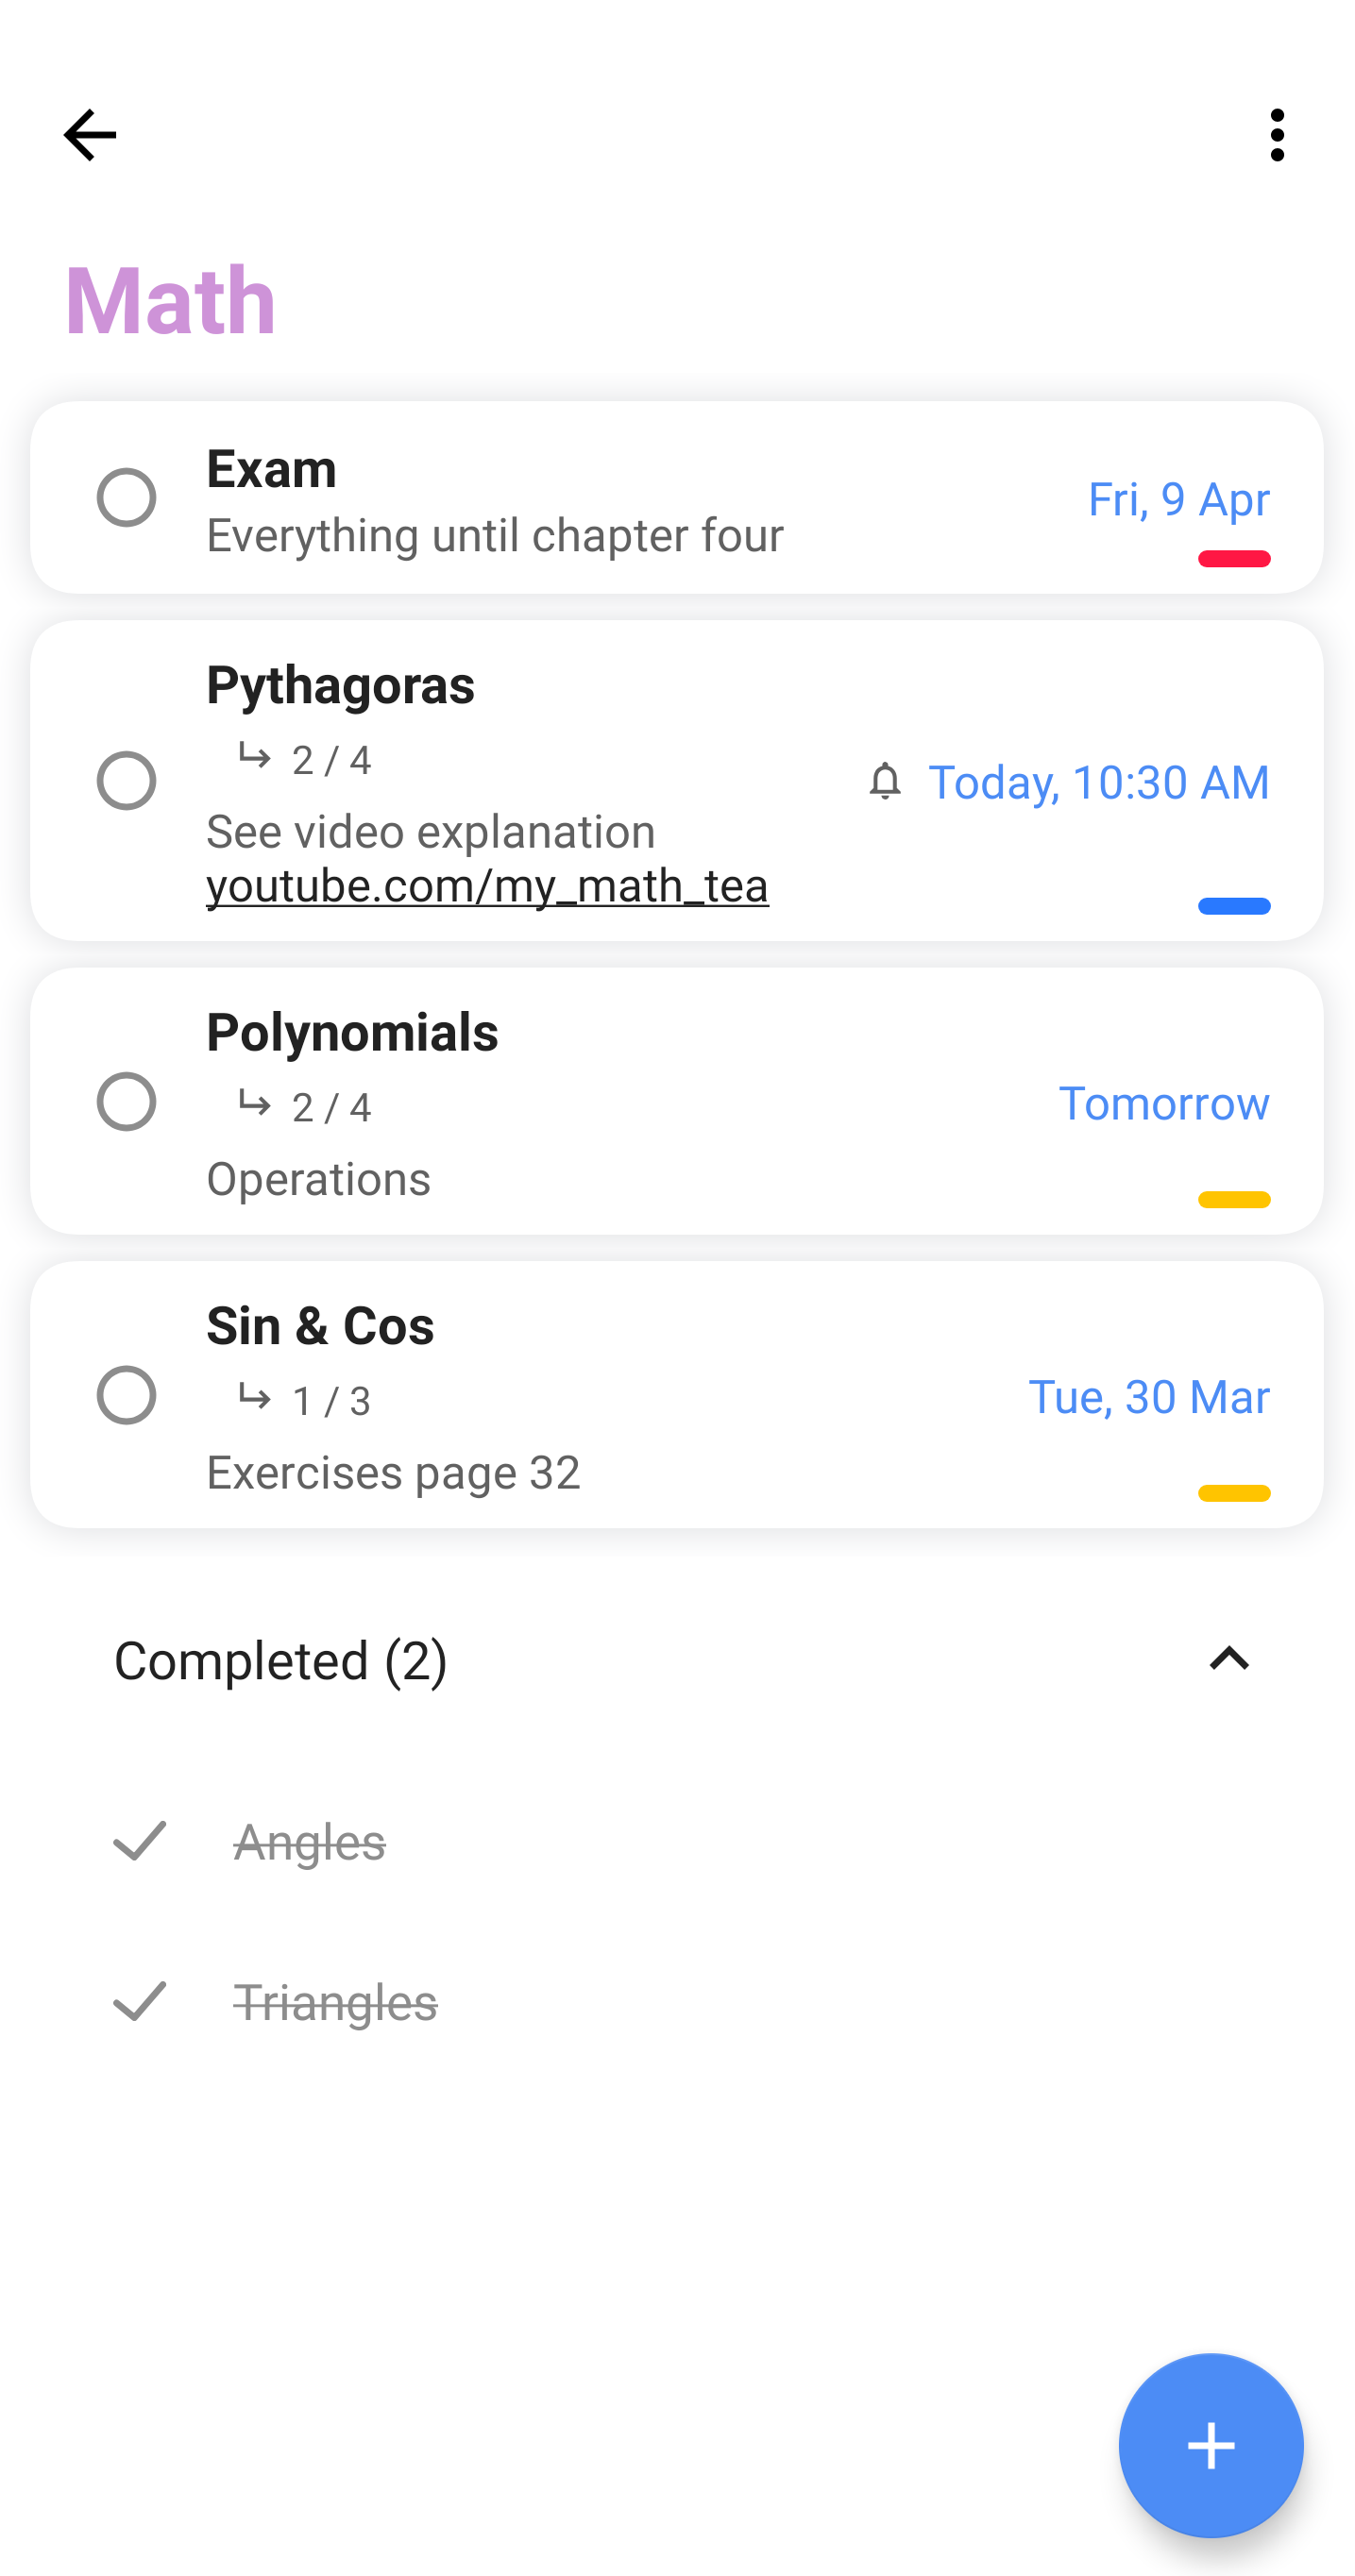 Math
Exam
Everything until chapter four
Fri, 9 Apr
Pythagoras
2 / 4
See video explanation
youtube.com/my_math_tea
Today, 10:30 AM
Polynomials
2 / 4
Operations
Tomorrow
Sin & Cos
1 / 3
Exercises page 32
Tue, 30 Mar
Completed (2)
Angles
Triangles